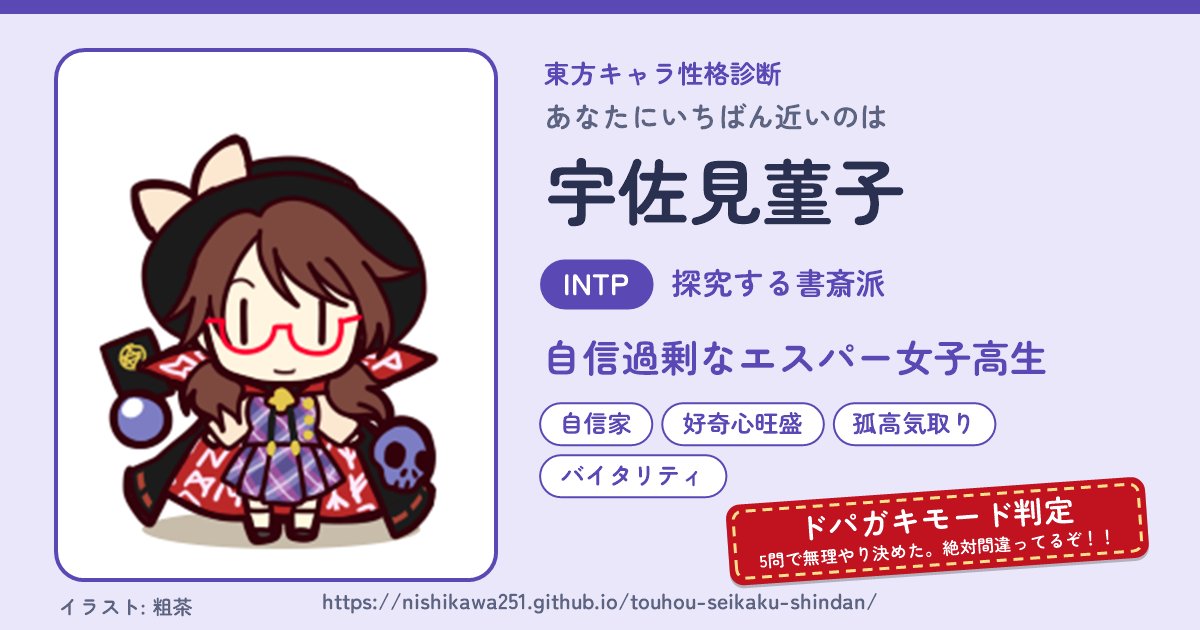 東方キャラ性格診断
あなたにいちばん近いのは
宇佐見菫子
INTP 探究する書斎派
自信過剰なエスパー女子高生
自信家 好奇心旺盛 孤高気取り
バイタリティ
ドパガキモード判定
5問で無理やり決めた。絶対間違ってるぞ！！
イラスト: 粗茶
https://nishikawa251.github.io/touhou-seikaku-shindan/